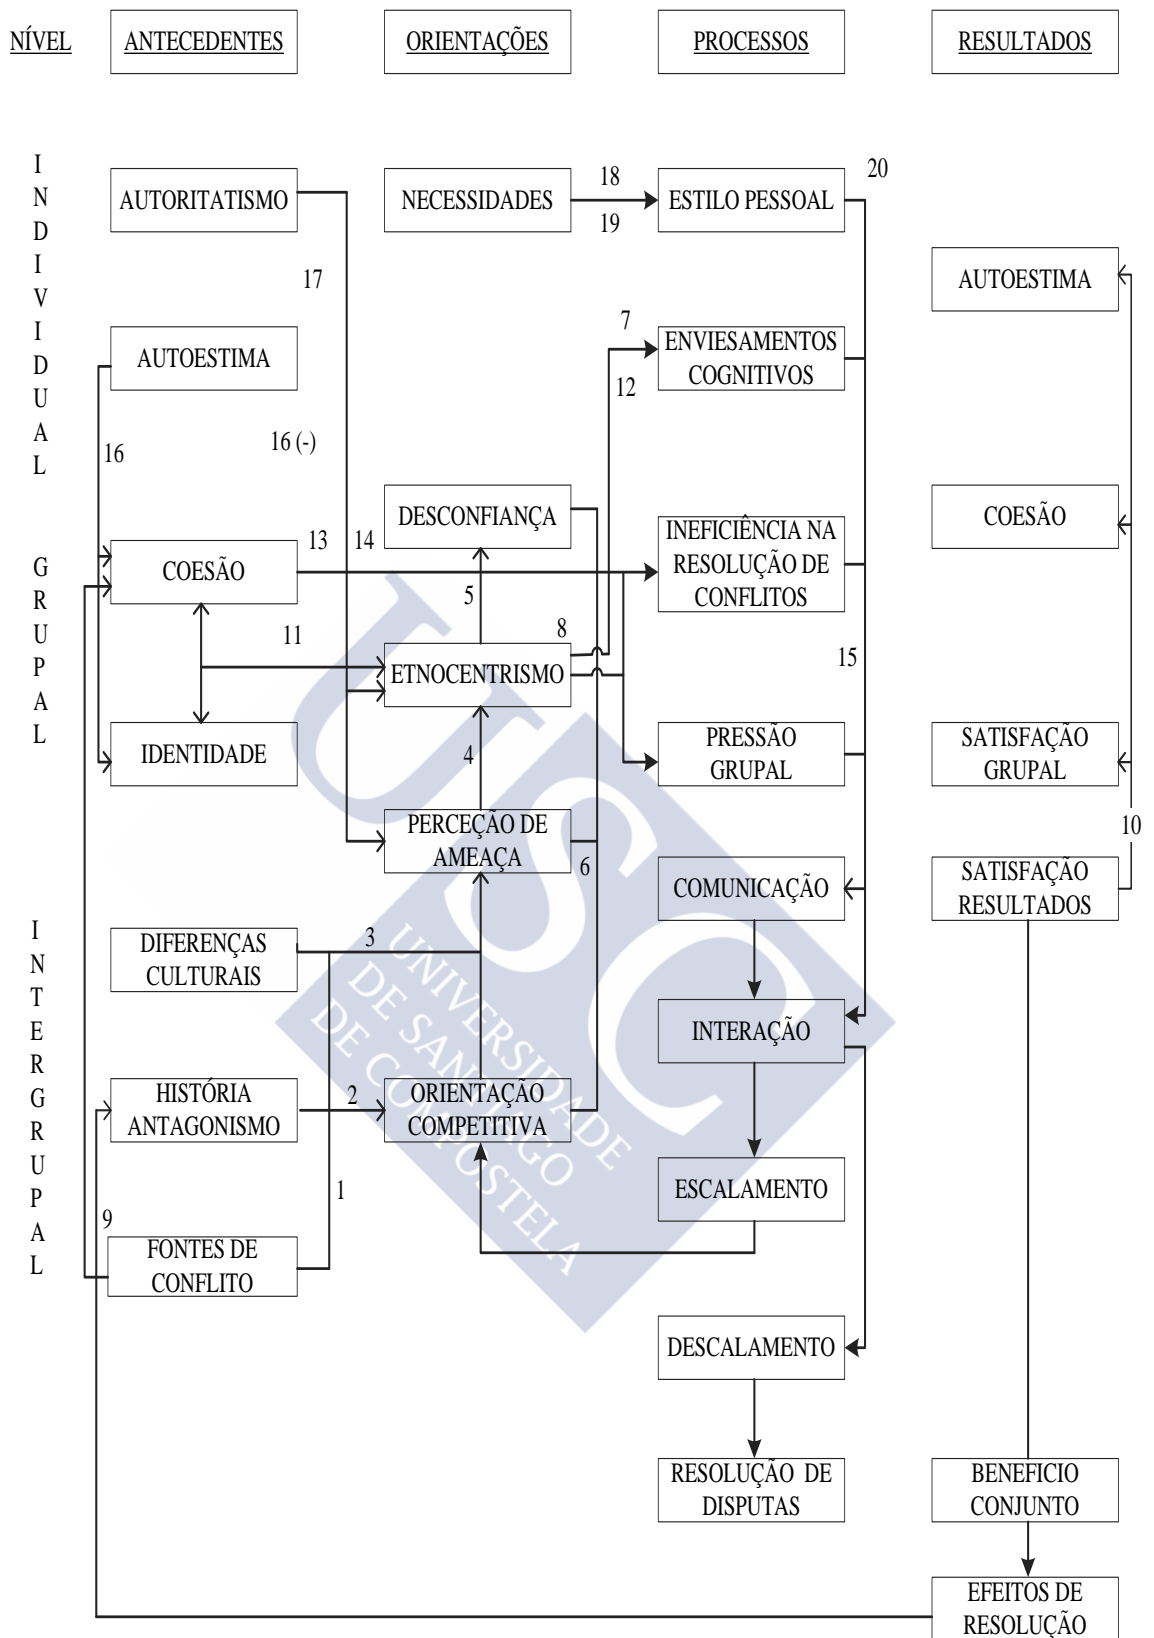 NÍVEL
ANTECEDENTES
ORIENTAÇÕES
PROCESSOS
RESULTADOS
INDIVIDUAL
AUTORITATISMO
NECESSIDADES
18
19
ESTILO PESSOAL
20
17
AUTOESTIMA
AUTOESTIMA
7
12
ENVIESAMENTOS
COGNITIVOS
16
16 (-)
GRUPAL
DESCONFIANÇA
COESÃO
13
14
COESÃO
INEFICIÊNCIA NA
RESOLUÇÃO DE
CONFLITOS
5
11
8
15
ETNOCENTRISMO
IDENTIDADE
4
PRESSÃO
GRUPAL
SATISFAÇÃO
GRUPAL
PERCEÇÃO DE
AMEAÇA
6
10
COMUNICAÇÃO
SATISFAÇÃO
RESULTADOS
INTERGRUPAL
DIFERENÇAS
CULTURAIS
3
INTERAÇÃO
HISTÓRIA
ANTAGONISMO
2
ORIENTAÇÃO
COMPETITIVA
1
ESCALAMENTO
9
FONTES DE
CONFLITO
DESCALAMENTO
RESOLUÇÃO DE
DISPUTAS
BENEFICIO
CONJUNTO
EFEITOS DE
RESOLUÇÃO
USC
UNIVERSIDADE
DE SANTIAGO
DE COMPOSTELA